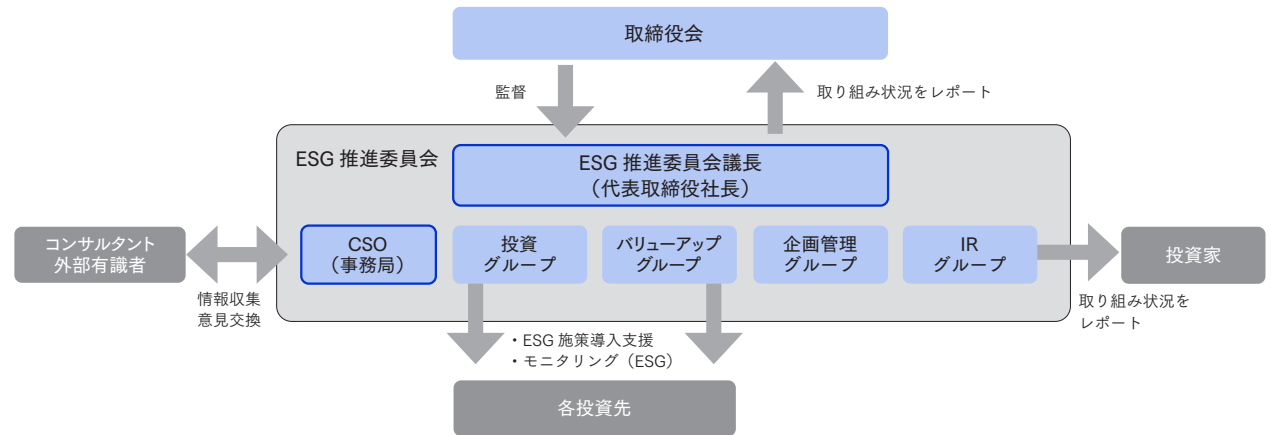 取締役会
監督
取り組み状況をレポート
ESG 推進委員会
ESG 推進委員会議長
（代表取締役社長）
コンサルタント
外部有識者
CSO
（事務局）
投資
グループ
バリューアップ
グループ
企画管理
グループ
IR
グループ
投資家
情報収集
意見交換
取り組み状況を
レポート
・ESG 施策導入支援
・モニタリング（ESG）
各投資先